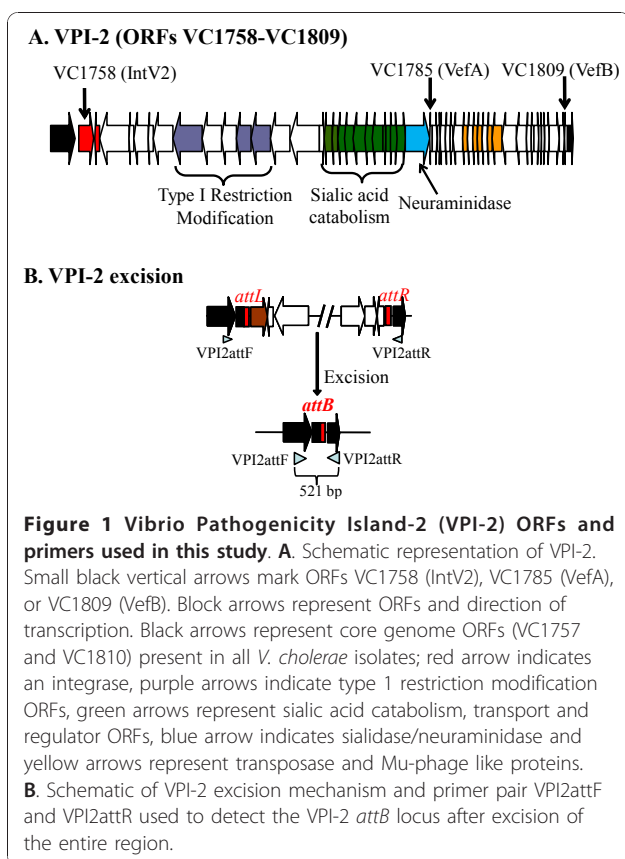 A. VPI-2 (ORFs VC1758-VC1809)
VC1758 (IntV2)
VC1785 (VefA)
VC1809 (VefB)
Type I Restriction
Modification
Sialic acid
catabolism
Neuraminidase
B. VPI-2 excision
attL
attR
VPI2attF
VPI2attR
Excision
attB
VPI2attF
VPI2attR
521 bp
Figure 1 Vibrio Pathogenicity Island-2 (VPI-2) ORFs and
primers used in this study. A. Schematic representation of VPI-2.
Small black vertical arrows mark ORFs VC1758 (IntV2), VC1785 (VefA),
or VC1809 (VefB). Block arrows represent ORFs and direction of
transcription. Black arrows represent core genome ORFs (VC1757
and VC1810) present in all V. cholerae isolates; red arrow indicates
an integrase, purple arrows indicate type 1 restriction modification
ORFs, green arrows represent sialic acid catabolism, transport and
regulator ORFs, blue arrow indicates sialidase/neuraminidase and
yellow arrows represent transposase and Mu-phage like proteins.
B. Schematic of VPI-2 excision mechanism and primer pair VPI2attF
and VPI2attR used to detect the VPI-2 attB locus after excision of
the entire region.